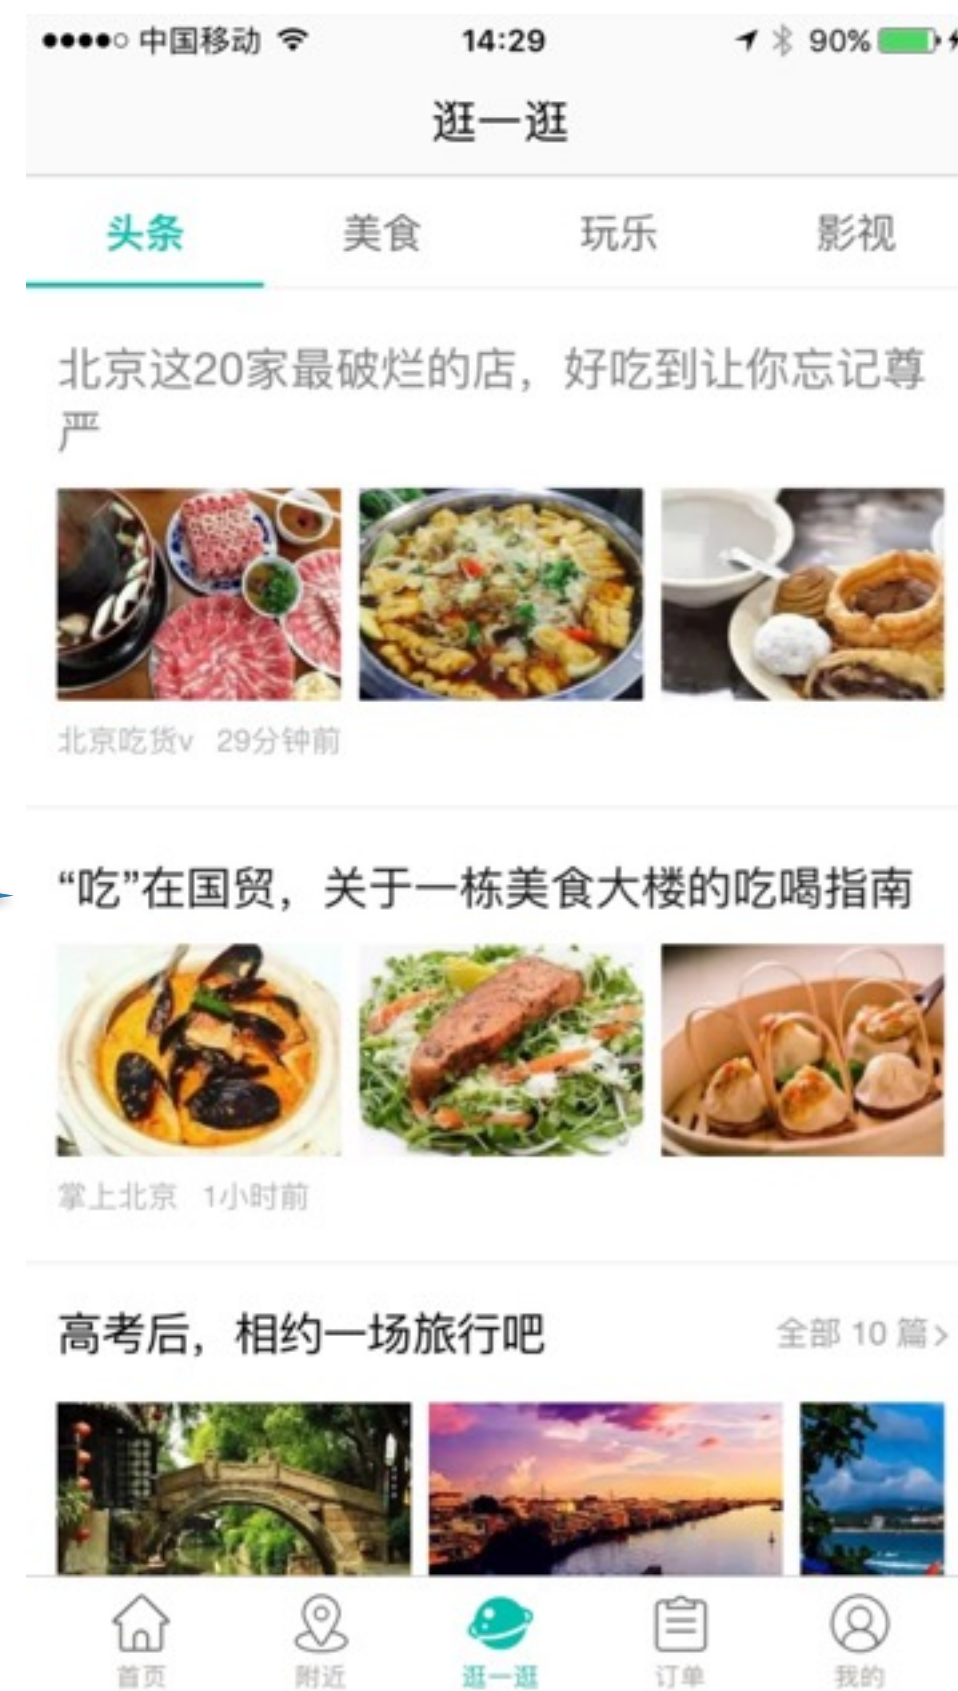 中国移动 14:29 90%
逛一逛
头条 美食 玩乐 影视
北京这20家最破烂的店，好吃到让你忘记尊
严
北京吃货v 29分钟前
“吃”在国贸，关于一栋美食大楼的吃喝指南
掌上北京 1小时前
高考后，相约一场旅行吧 全部 10 篇>
首页 附近 逛一逛 订单 我的